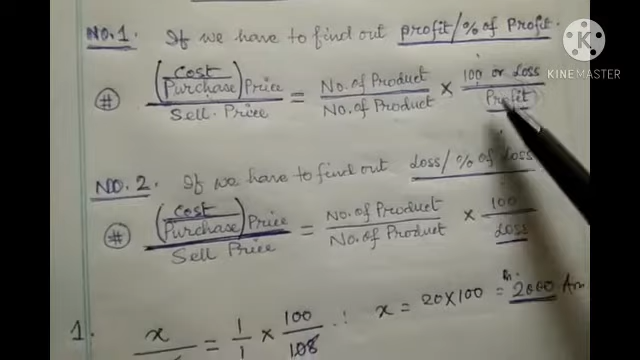 NO.1. If we have to find out profit/% of Profit.
KINEMASTER
# (Cost/Purchase) Price / Sell. Price = No. of Product / No. of Product × 100 or Loss / Profit
NO. 2. If we have to find out Loss/% of Loss
# (Cost/Purchase) Price / Sell Price = No. of Product / No. of Product × 100 / Loss
1. x = 1/1 × 100/108 ∴ x = 20×100 = 2000 An